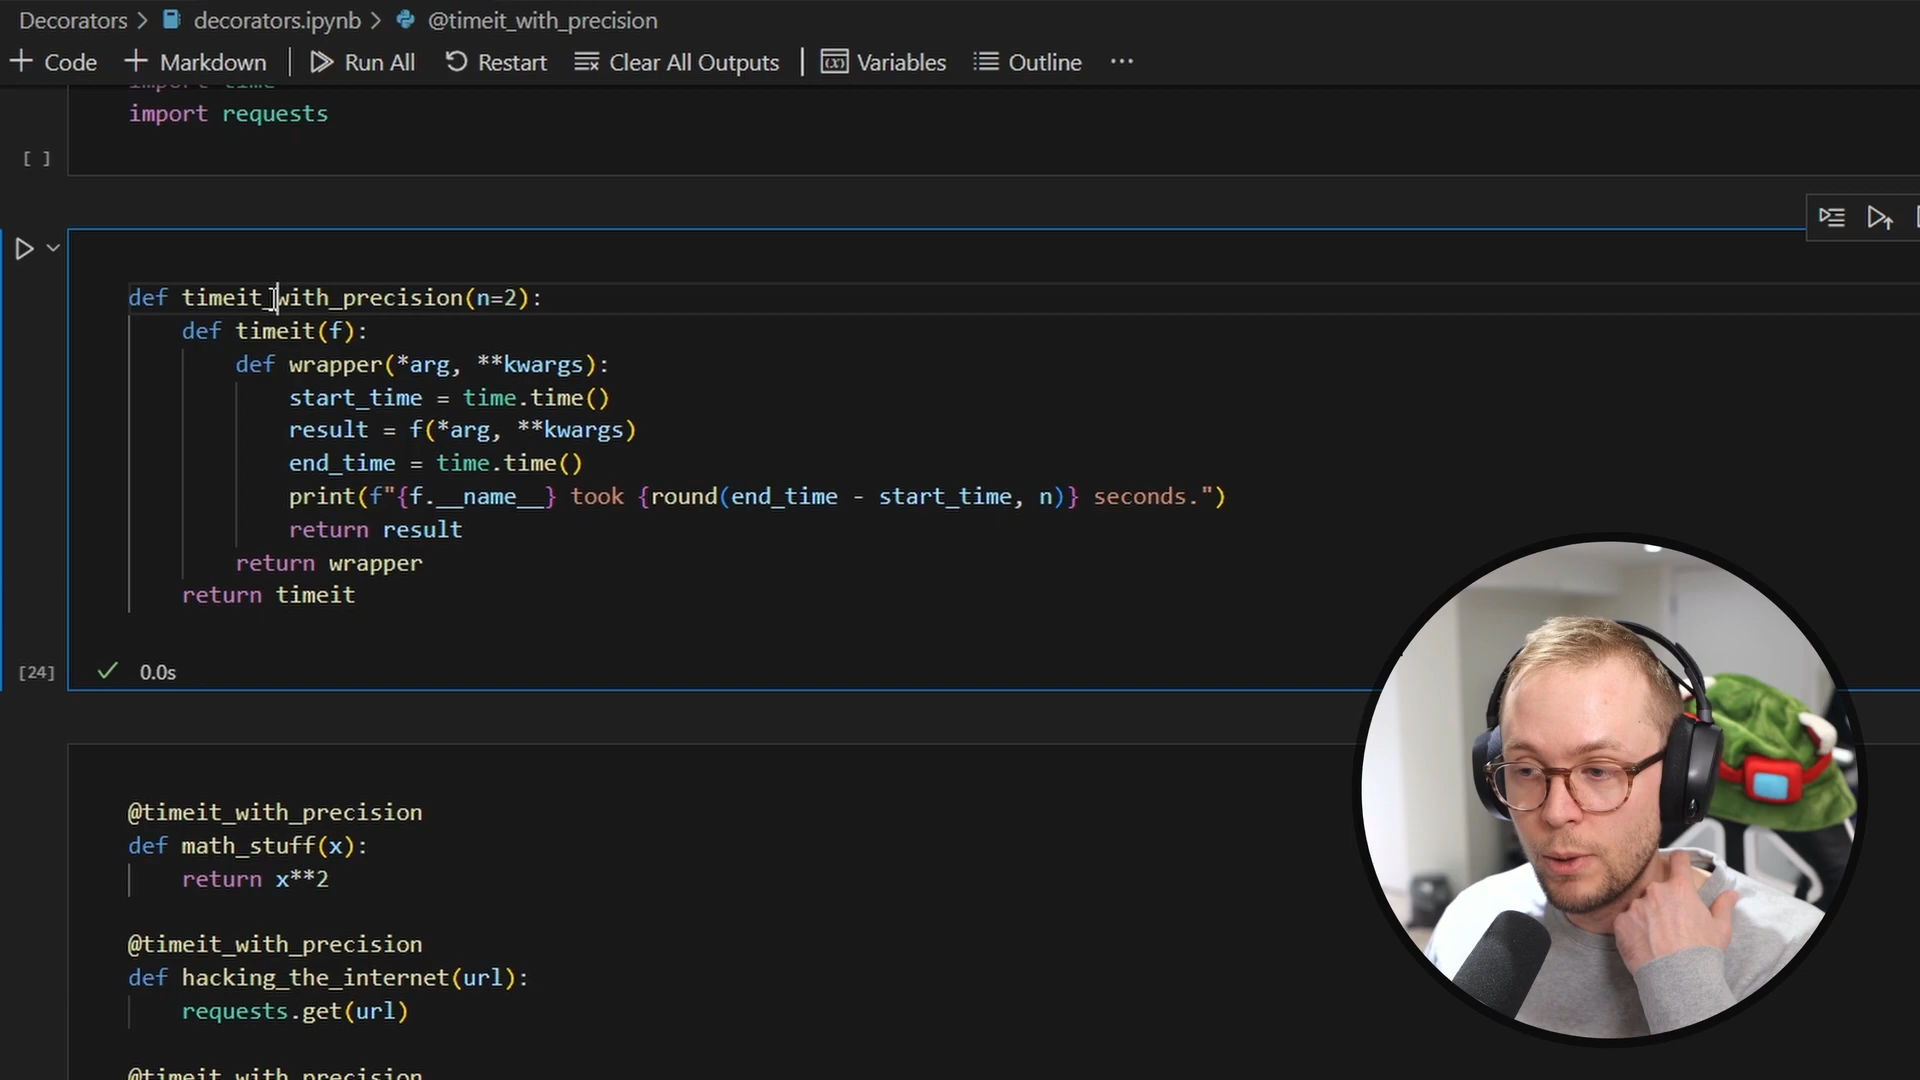 Decorators > decorators.ipynb > @timeit_with_precision
+ Code + Markdown | Run All Restart Clear All Outputs | Variables Outline ...
import time
import requests
[ ]
def timeit_with_precision(n=2):
def timeit(f):
def wrapper(*arg, **kwargs):
start_time = time.time()
result = f(*arg, **kwargs)
end_time = time.time()
print(f"{f.__name__} took {round(end_time - start_time, n)} seconds.")
return result
return wrapper
return timeit
[24] 0.0s
@timeit_with_precision
def math_stuff(x):
return x**2
@timeit_with_precision
def hacking_the_internet(url):
requests.get(url)
@timeit_with_precision